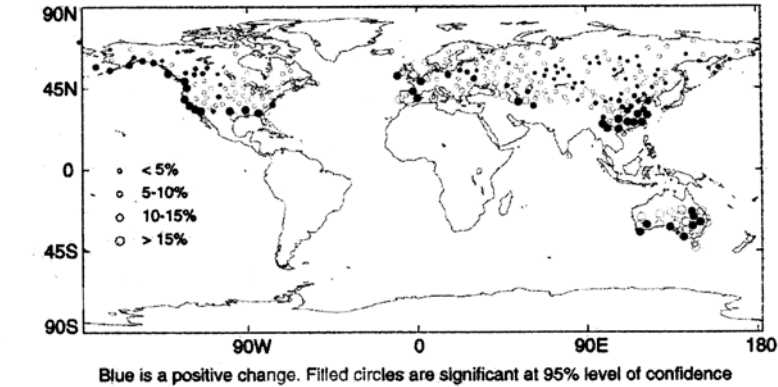 90N
45N
0
45S
90S
< 5%
5-10%
10-15%
> 15%
90W 0 90E 180
Blue is a positive change. Filled circles are significant at 95% level of confidence